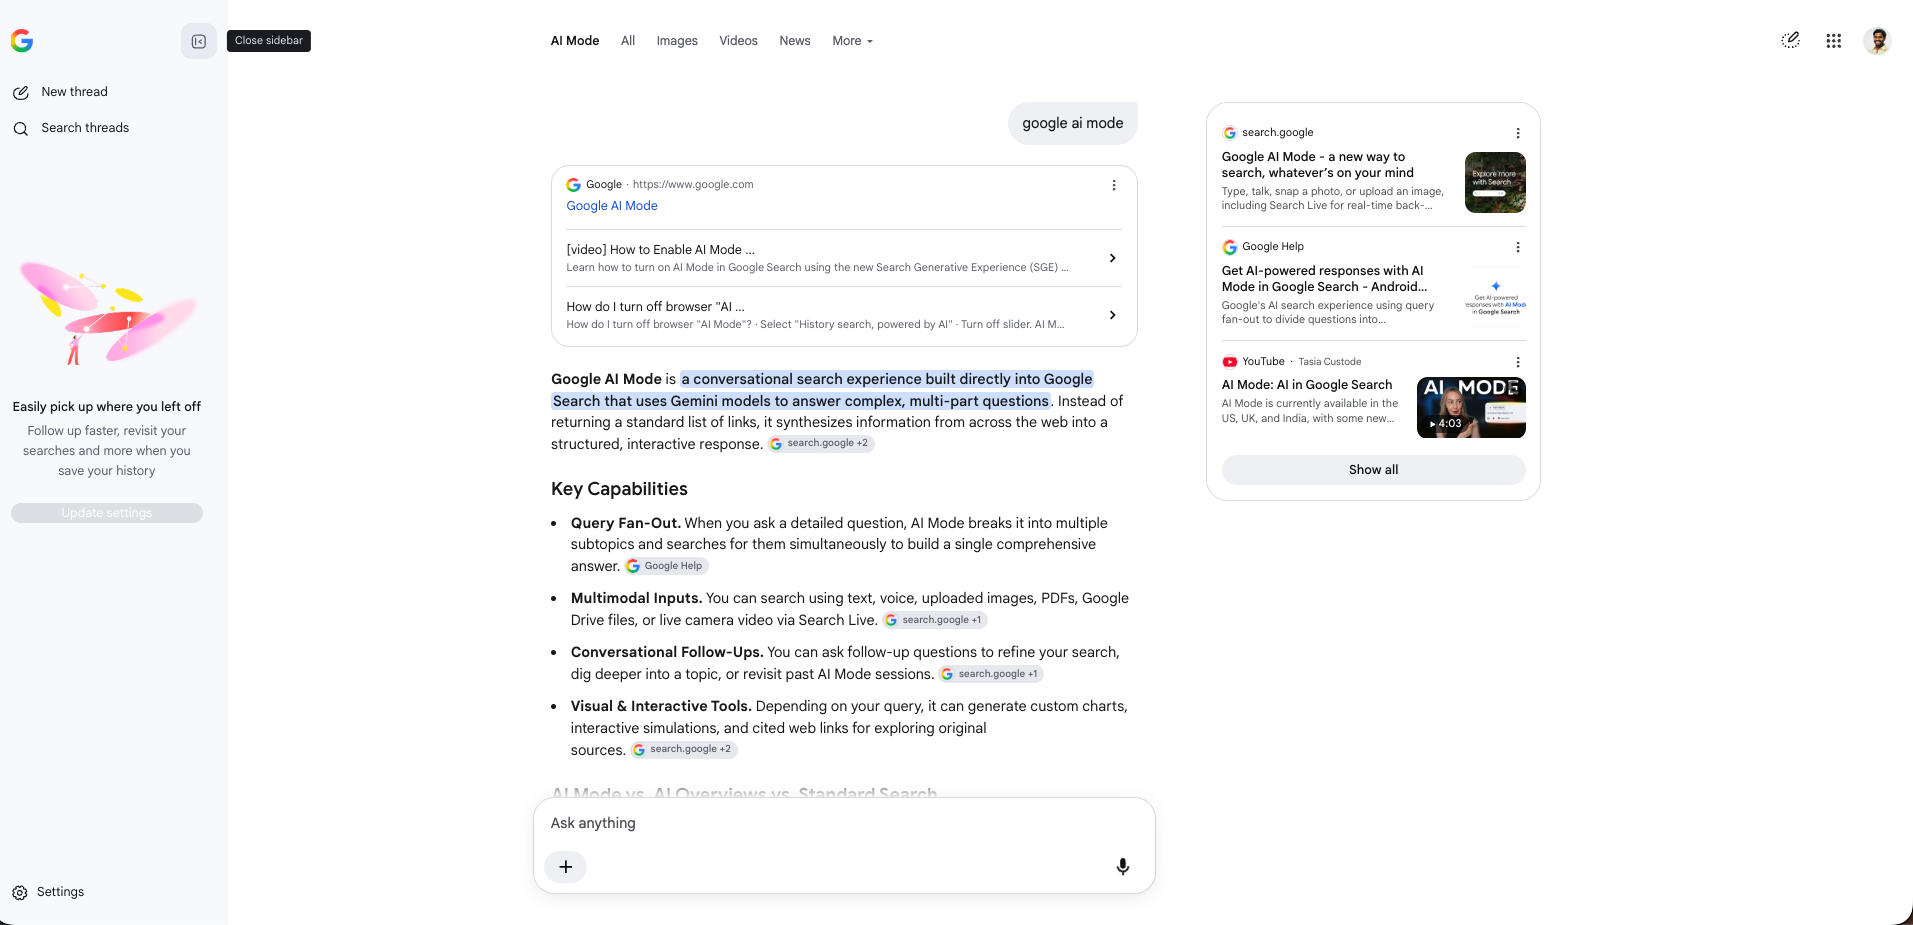 Close sidebar
AI Mode
All
Images
Videos
News
More
New thread
Search threads
Easily pick up where you left off
Follow up faster, revisit your
searches and more when you
save your history
Update settings
Settings
google ai mode
Google · https://www.google.com
Google AI Mode
[video] How to Enable AI Mode ...
Learn how to turn on AI Mode in Google Search using the new Search Generative Experience (SGE) ...
How do I turn off browser "AI ...
How do I turn off browser "AI Mode"? · Select "History search, powered by AI" · Turn off slider. AI M...
Google AI Mode is a conversational search experience built directly into Google
Search that uses Gemini models to answer complex, multi-part questions. Instead of
returning a standard list of links, it synthesizes information from across the web into a
structured, interactive response. search.google +2
Key Capabilities
• Query Fan-Out. When you ask a detailed question, AI Mode breaks it into multiple
subtopics and searches for them simultaneously to build a single comprehensive
answer. Google Help
• Multimodal Inputs. You can search using text, voice, uploaded images, PDFs, Google
Drive files, or live camera video via Search Live. search.google +1
• Conversational Follow-Ups. You can ask follow-up questions to refine your search,
dig deeper into a topic, or revisit past AI Mode sessions. search.google +1
• Visual & Interactive Tools. Depending on your query, it can generate custom charts,
interactive simulations, and cited web links for exploring original
sources. search.google +2
AI Mode vs. AI Overviews vs. Standard Search
Ask anything
search.google
Google AI Mode - a new way to
search, whatever's on your mind
Type, talk, snap a photo, or upload an image,
including Search Live for real-time back-...
Explore more
with Search
Google Help
Get AI-powered responses with AI
Mode in Google Search - Android...
Google's AI search experience using query
fan-out to divide questions into...
Get AI-powered
responses with AI Mode
in Google Search
YouTube · Tasia Custode
AI Mode: AI in Google Search
AI Mode is currently available in the
US, UK, and India, with some new...
AI MODE
4:03
Show all